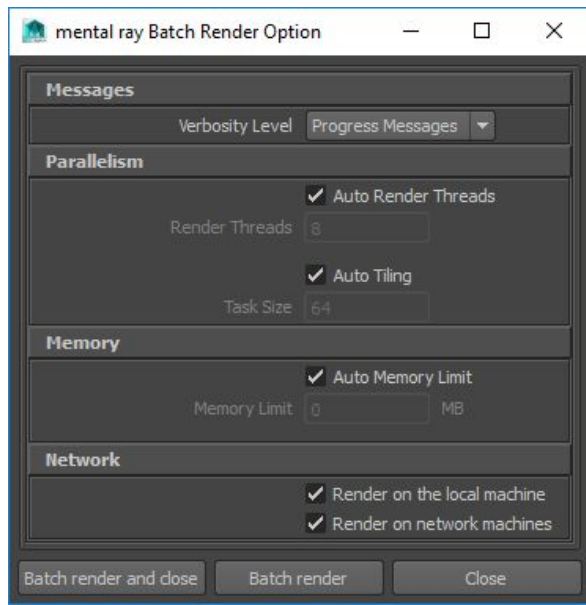 mental ray Batch Render Option
Messages
Verbosity Level Progress Messages
Parallelism
Auto Render Threads
Render Threads 8
Auto Tiling
Task Size 64
Memory
Auto Memory Limit
Memory Limit 0 MB
Network
Render on the local machine
Render on network machines
Batch render and close Batch render Close